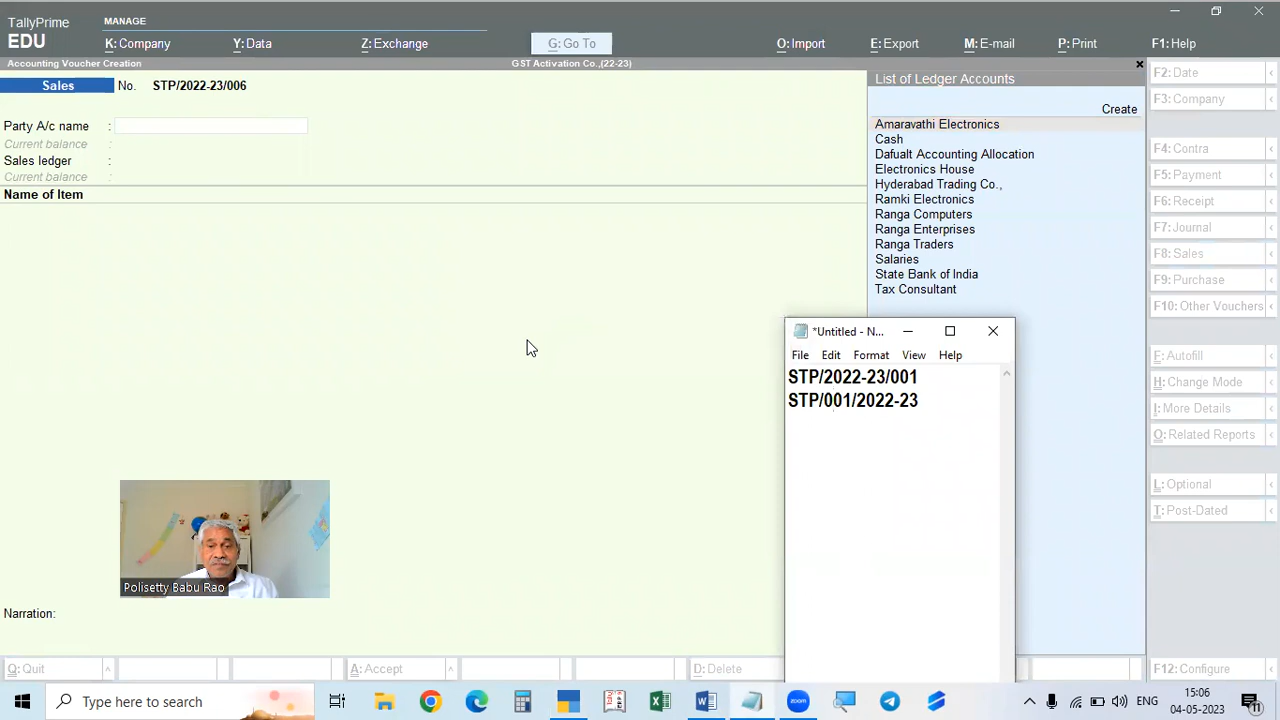 TallyPrime
EDU
MANAGE
K: Company
Y: Data
Z: Exchange
G: Go To
O: Import
E: Export
M: E-mail
P: Print
F1: Help
Accounting Voucher Creation
GST Activation Co.,(22-23)
Sales No. STP/2022-23/006
Party A/c name :
Current balance :
Sales ledger :
Current balance :
Name of Item
Narration:
List of Ledger Accounts
Create
Amaravathi Electronics
Cash
Dafualt Accounting Allocation
Electronics House
Hyderabad Trading Co.,
Ramki Electronics
Ranga Computers
Ranga Enterprises
Ranga Traders
Salaries
State Bank of India
Tax Consultant
F2: Date
F3: Company
F4: Contra
F5: Payment
F6: Receipt
F7: Journal
F8: Sales
F9: Purchase
F10: Other Vouchers
F: Autofill
H: Change Mode
I: More Details
O: Related Reports
L: Optional
T: Post-Dated
F12: Configure
*Untitled - N...
File Edit Format View Help
STP/2022-23/001
STP/001/2022-23
Polisetty Babu Rao
Q: Quit
A: Accept
D: Delete
Type here to search
zoom
ENG
15:06
04-05-2023
11